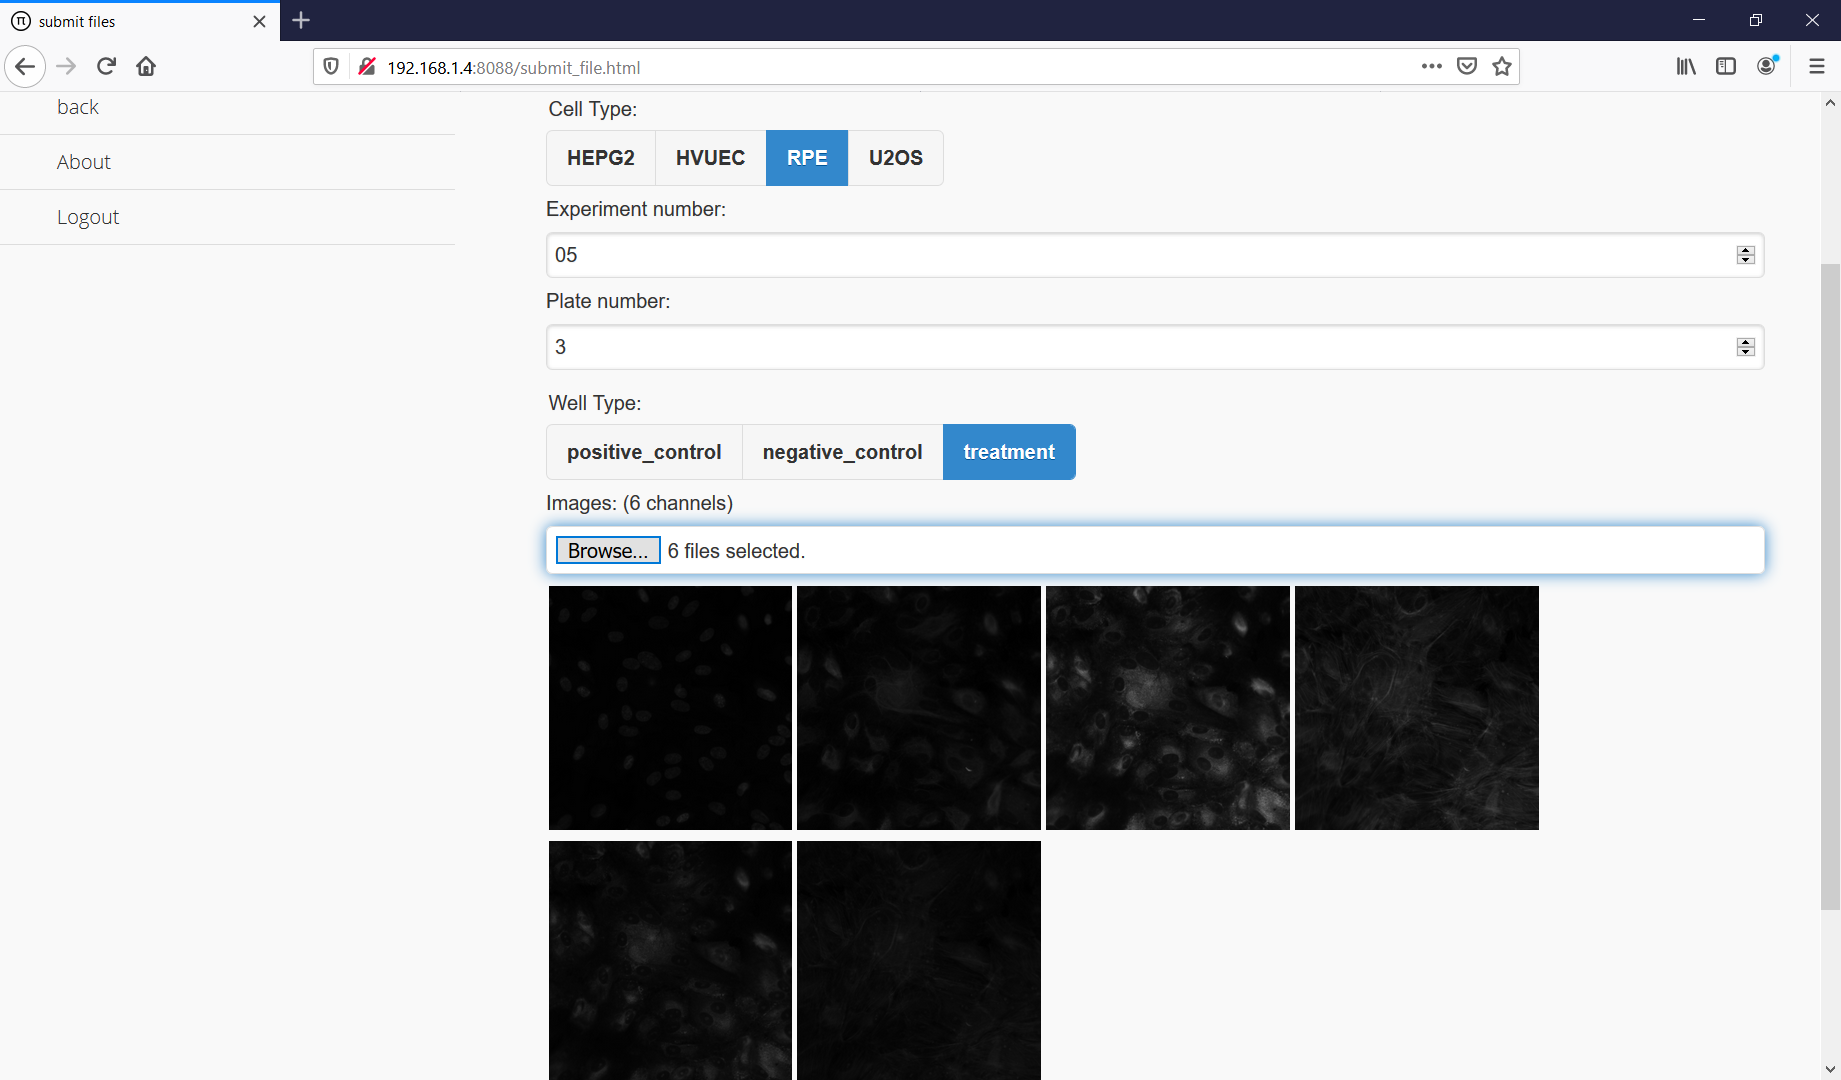 submit files
192.168.1.4:8088/submit_file.html
back
About
Logout
Cell Type:
HEPG2 HVUEC RPE U2OS
Experiment number:
05
Plate number:
3
Well Type:
positive_control negative_control treatment
Images: (6 channels)
Browse... 6 files selected.